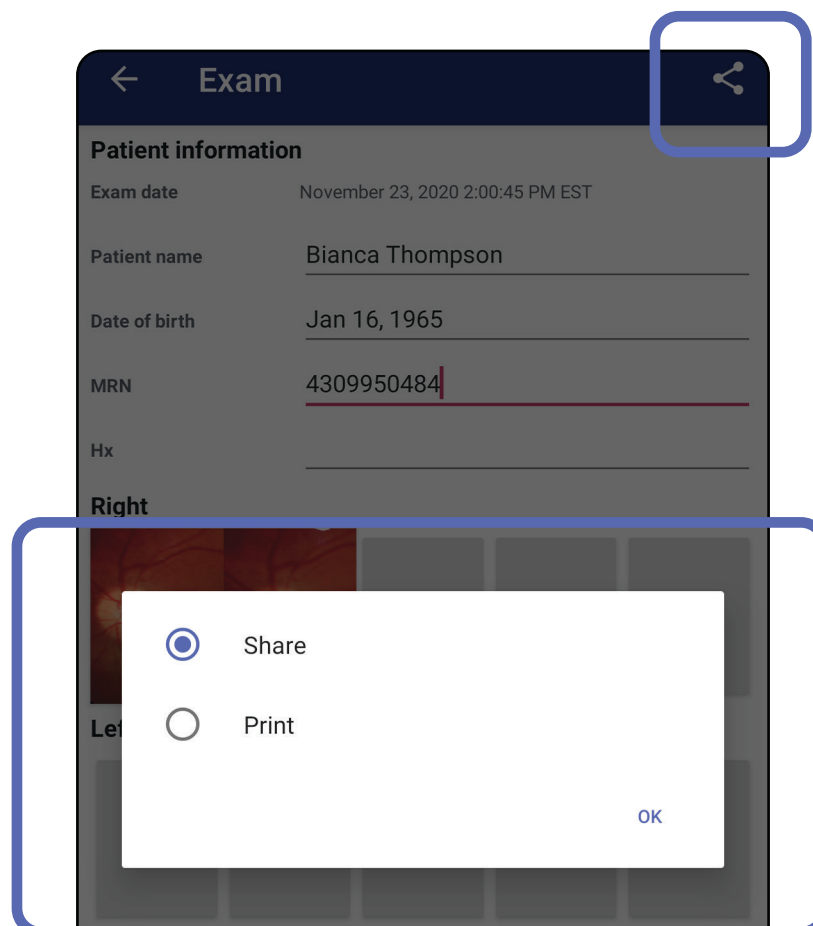 Exam
Patient information
Exam date November 23, 2020 2:00:45 PM EST
Patient name Bianca Thompson
Date of birth Jan 16, 1965
MRN 4309950484
Hx
Right
Share
Lef
Print
OK